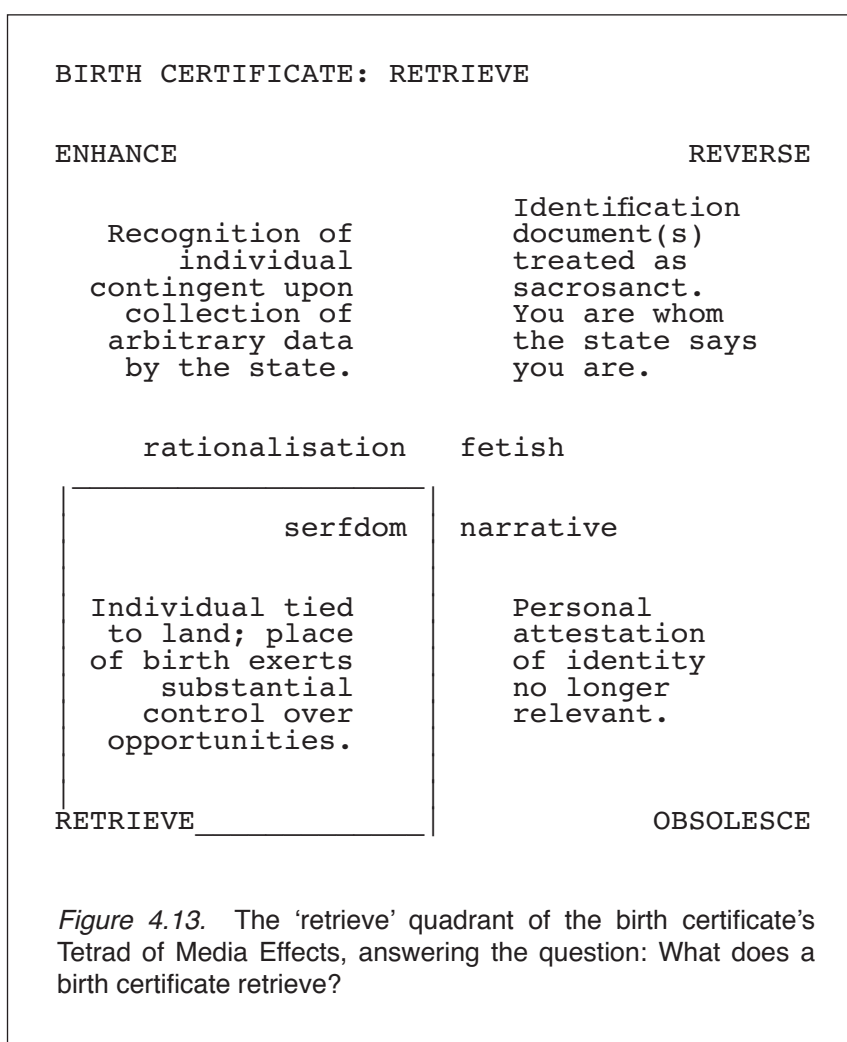 BIRTH CERTIFICATE: RETRIEVE
ENHANCE
REVERSE
Recognition of
individual
contingent upon
collection of
arbitrary data
by the state.
Identification
document(s)
treated as
sacrosanct.
You are whom
the state says
you are.
rationalisation
fetish
serfdom
narrative
Individual tied
to land; place
of birth exerts
substantial
control over
opportunities.
Personal
attestation
of identity
no longer
relevant.
RETRIEVE
OBSOLESCE
Figure 4.13. The ‘retrieve’ quadrant of the birth certificate’s
Tetrad of Media Effects, answering the question: What does a
birth certificate retrieve?